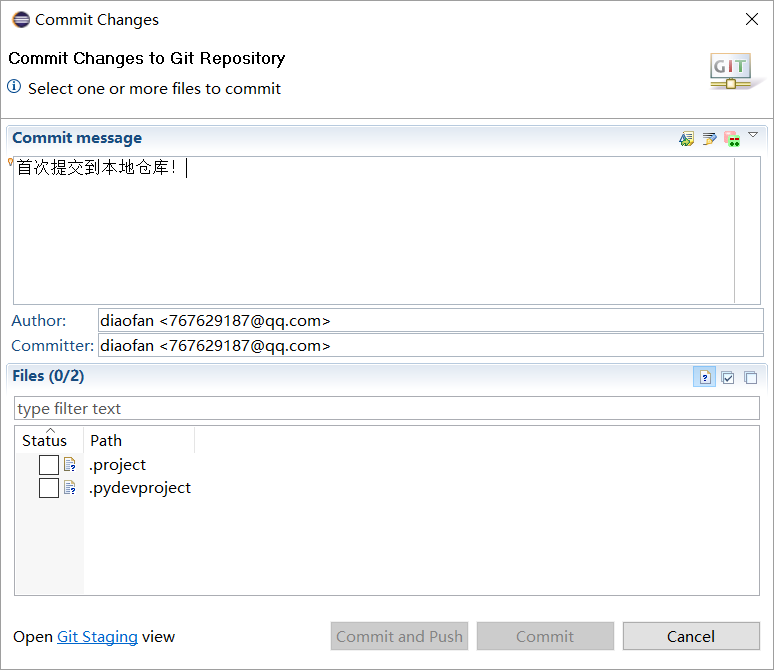 Commit Changes
Commit Changes to Git Repository
Select one or more files to commit
GIT
Commit message
首次提交到本地仓库!
Author: diaofan <767629187@qq.com>
Committer: diaofan <767629187@qq.com>
Files (0/2)
type filter text
Status Path
.project
.pydevproject
Open Git Staging view
Commit and Push Commit Cancel